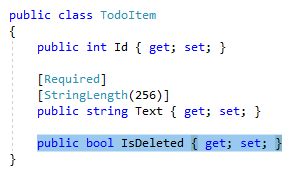 public class TodoItem
{
public int Id { get; set; }
[Required]
[StringLength(256)]
public string Text { get; set; }
public bool IsDeleted { get; set; }
}